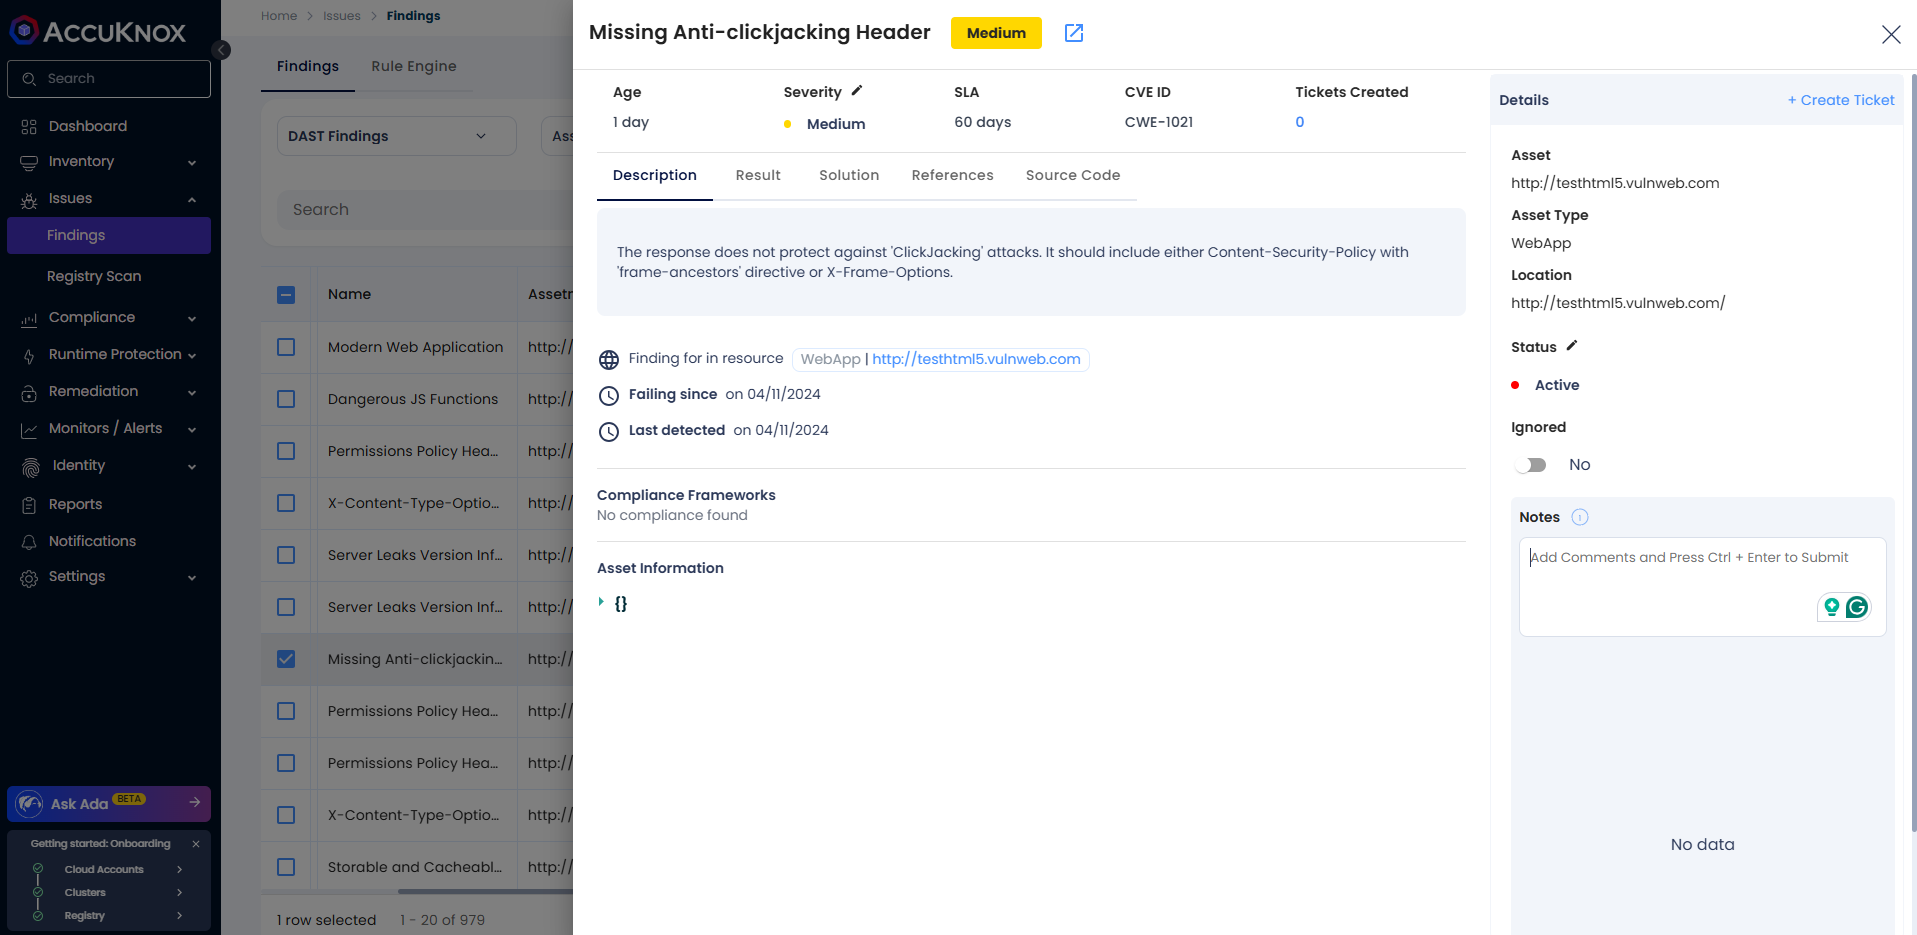 ACCUKNOX
Search
Dashboard
Inventory
Issues
Findings
Registry Scan
Compliance
Runtime Protection
Remediation
Monitors / Alerts
Identity
Reports
Notifications
Settings
Ask Ada BETA
Getting started: Onboarding
Cloud Accounts
Clusters
Registry
Home > Issues > Findings
Findings Rule Engine
DAST Findings
Ass
Search
Name Assetn
Modern Web Application http://
Dangerous JS Functions http://
Permissions Policy Hea... http://
X-Content-Type-Optio... http://
Server Leaks Version Inf... http://
Server Leaks Version Inf... http://
Missing Anti-clickjackin... http://
Permissions Policy Hea... http://
Permissions Policy Hea... http://
X-Content-Type-Optio... http://
Storable and Cacheabl... http://
1 row selected 1 - 20 of 979
Missing Anti-clickjacking Header Medium
Age Severity SLA CVE ID Tickets Created
1 day Medium 60 days CWE-1021 0
Description Result Solution References Source Code
The response does not protect against 'ClickJacking' attacks. It should include either Content-Security-Policy with
'frame-ancestors' directive or X-Frame-Options.
Finding for in resource WebApp | http://testhtml5.vulnweb.com
Failing since on 04/11/2024
Last detected on 04/11/2024
Compliance Frameworks
No compliance found
Asset Information
{}
Details + Create Ticket
Asset
http://testhtml5.vulnweb.com
Asset Type
WebApp
Location
http://testhtml5.vulnweb.com/
Status
Active
Ignored
No
Notes
Add Comments and Press Ctrl + Enter to Submit
No data